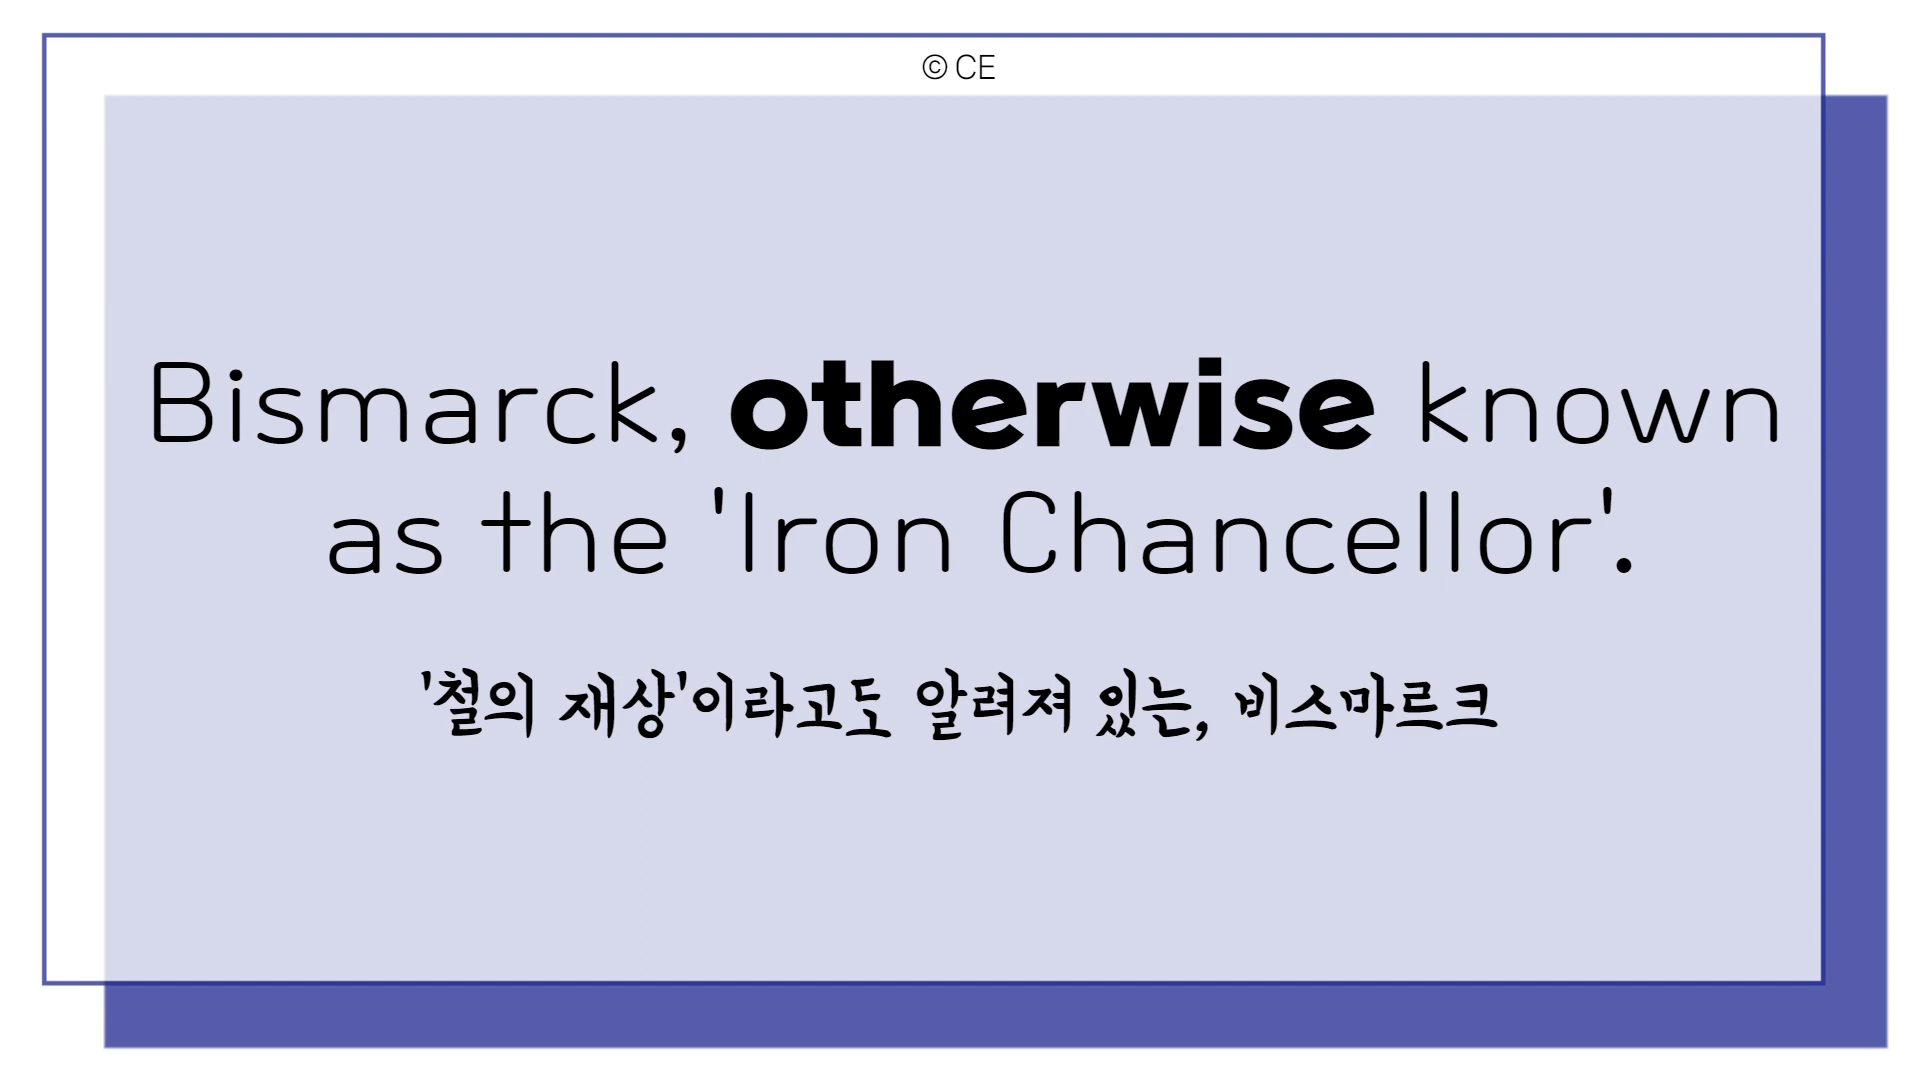 © CE
Bismarck, otherwise known
as the 'Iron Chancellor'.
'철의 재상'이라고도 알려져 있는, 비스마르크